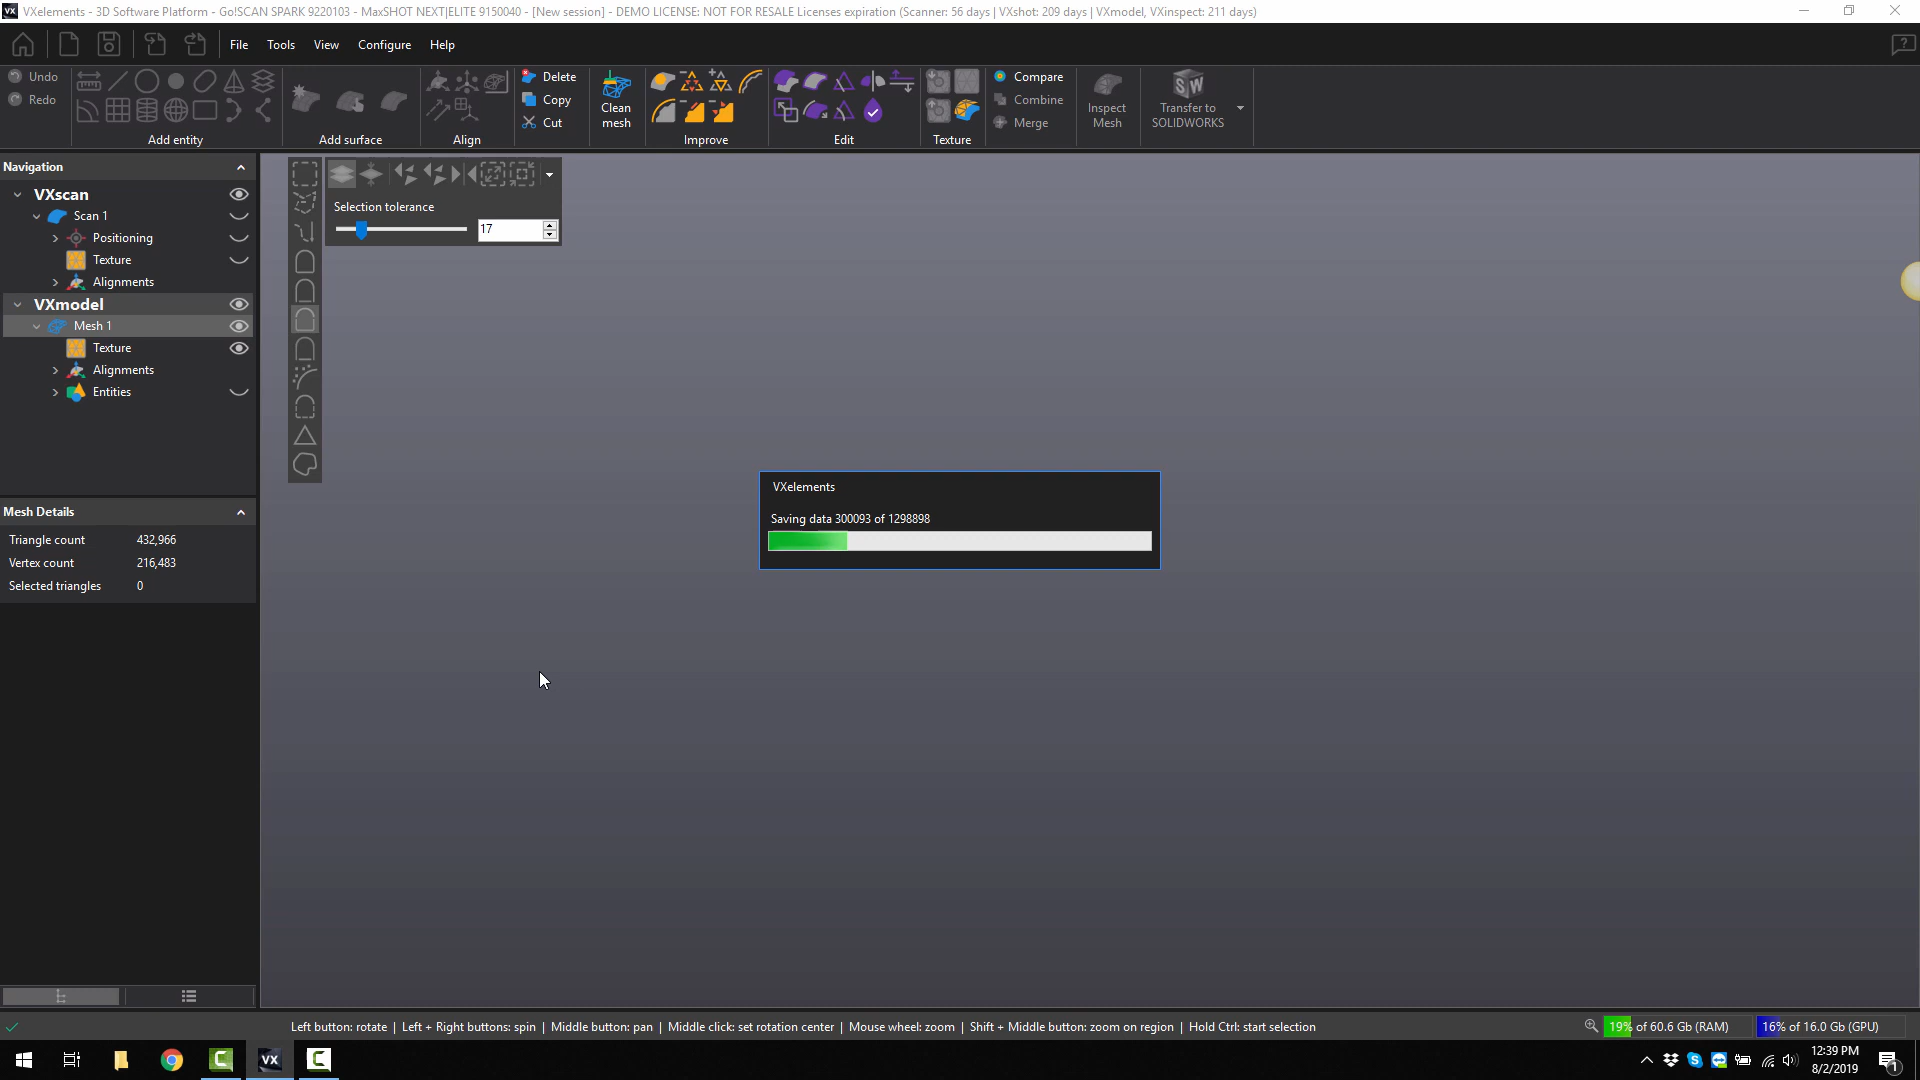 VXelements - 3D Software Platform - Go!SCAN SPARK 9220103 - MaxSHOT NEXT|ELITE 9150040 - [New session] - DEMO LICENSE: NOT FOR RESALE Licenses expiration (Scanner: 56 days | VXshot: 209 days | VXmodel, VXinspect: 211 days)
File Tools View Configure Help
Undo
Redo
Add entity
Add surface
Align
Delete
Copy
Cut
Clean
mesh
Improve
Edit
Texture
Compare
Combine
Merge
Inspect
Mesh
Transfer to
SOLIDWORKS
Navigation
VXscan
Scan 1
Positioning
Texture
Alignments
VXmodel
Mesh 1
Texture
Alignments
Entities
Selection tolerance
17
VXelements
Saving data 300093 of 1298898
Mesh Details
Triangle count 432,966
Vertex count 216,483
Selected triangles 0
Left button: rotate | Left + Right buttons: spin | Middle button: pan | Middle click: set rotation center | Mouse wheel: zoom | Shift + Middle button: zoom on region | Hold Ctrl: start selection
19% of 60.6 Gb (RAM)
16% of 16.0 Gb (GPU)
12:39 PM
8/2/2019